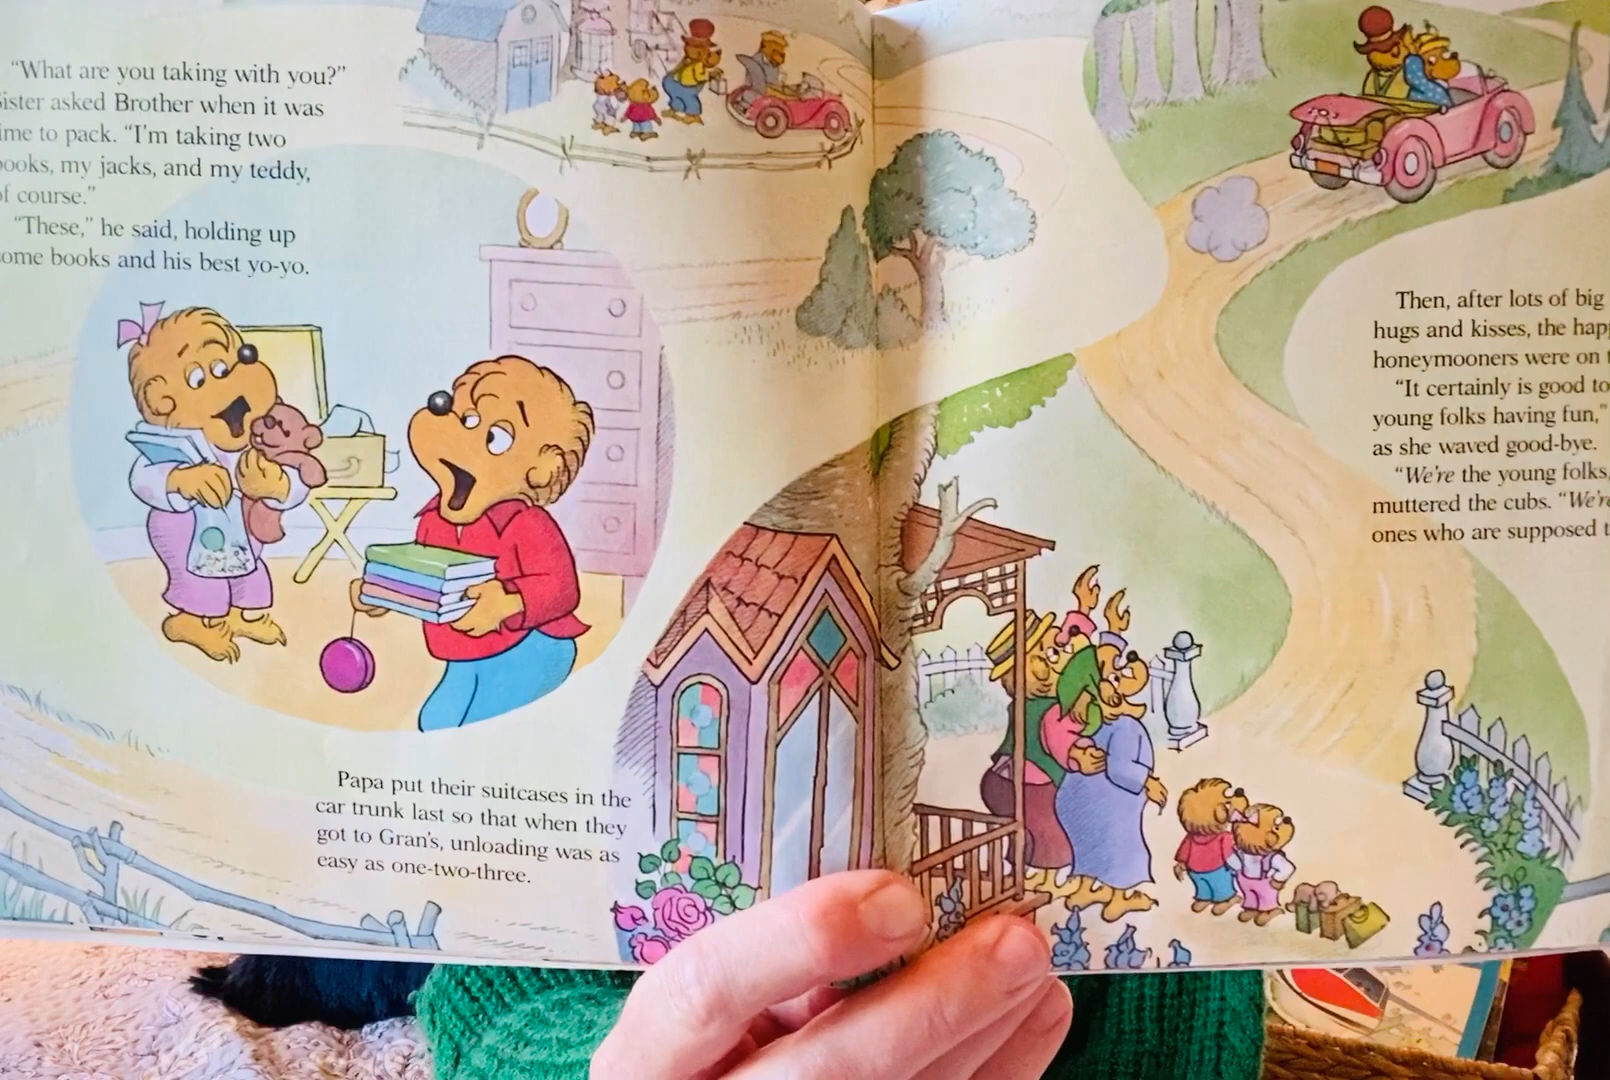 “What are you taking with you?”
Sister asked Brother when it was
time to pack. “I'm taking two
books, my jacks, and my teddy,
of course.”
“These,” he said, holding up
some books and his best yo-yo.
Papa put their suitcases in the
car trunk last so that when they
got to Gran's, unloading was as
easy as one-two-three.
Then, after lots of big
hugs and kisses, the
honeymooners were on
“It certainly is good to
young folks having fun,”
as she waved good-bye.
“We're the young folks,
muttered the cubs. “We're
ones who are supposed